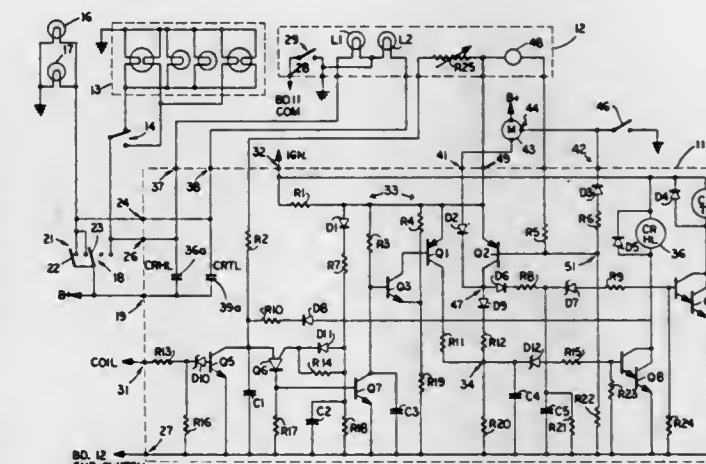 16
17
13
14
L1
L2
29
28
BD.11
COM
R25
48
12
B+
44
M
43
46
32
IGN.
41
49
42
11
37
38
24
26
21
22
23
18
B+
19
CRHL
36a
CRTL
39a
R1
33
R2
D1
R3
R4
D2
Q1
Q2
R5
D3
R6
D4
D5
CR
HL
36
R7
Q3
47
D6
R8
D7
R9
51
D9
R10
D8
D11
R11
R12
D12
R15
COIL
31
R13
D10
Q5
Q6
R14
Q7
R19
34
C4
C5
R22
R23
Q8
R16
C1
R17
C2
R18
C3
R20
R21
R24
27
BD. 12